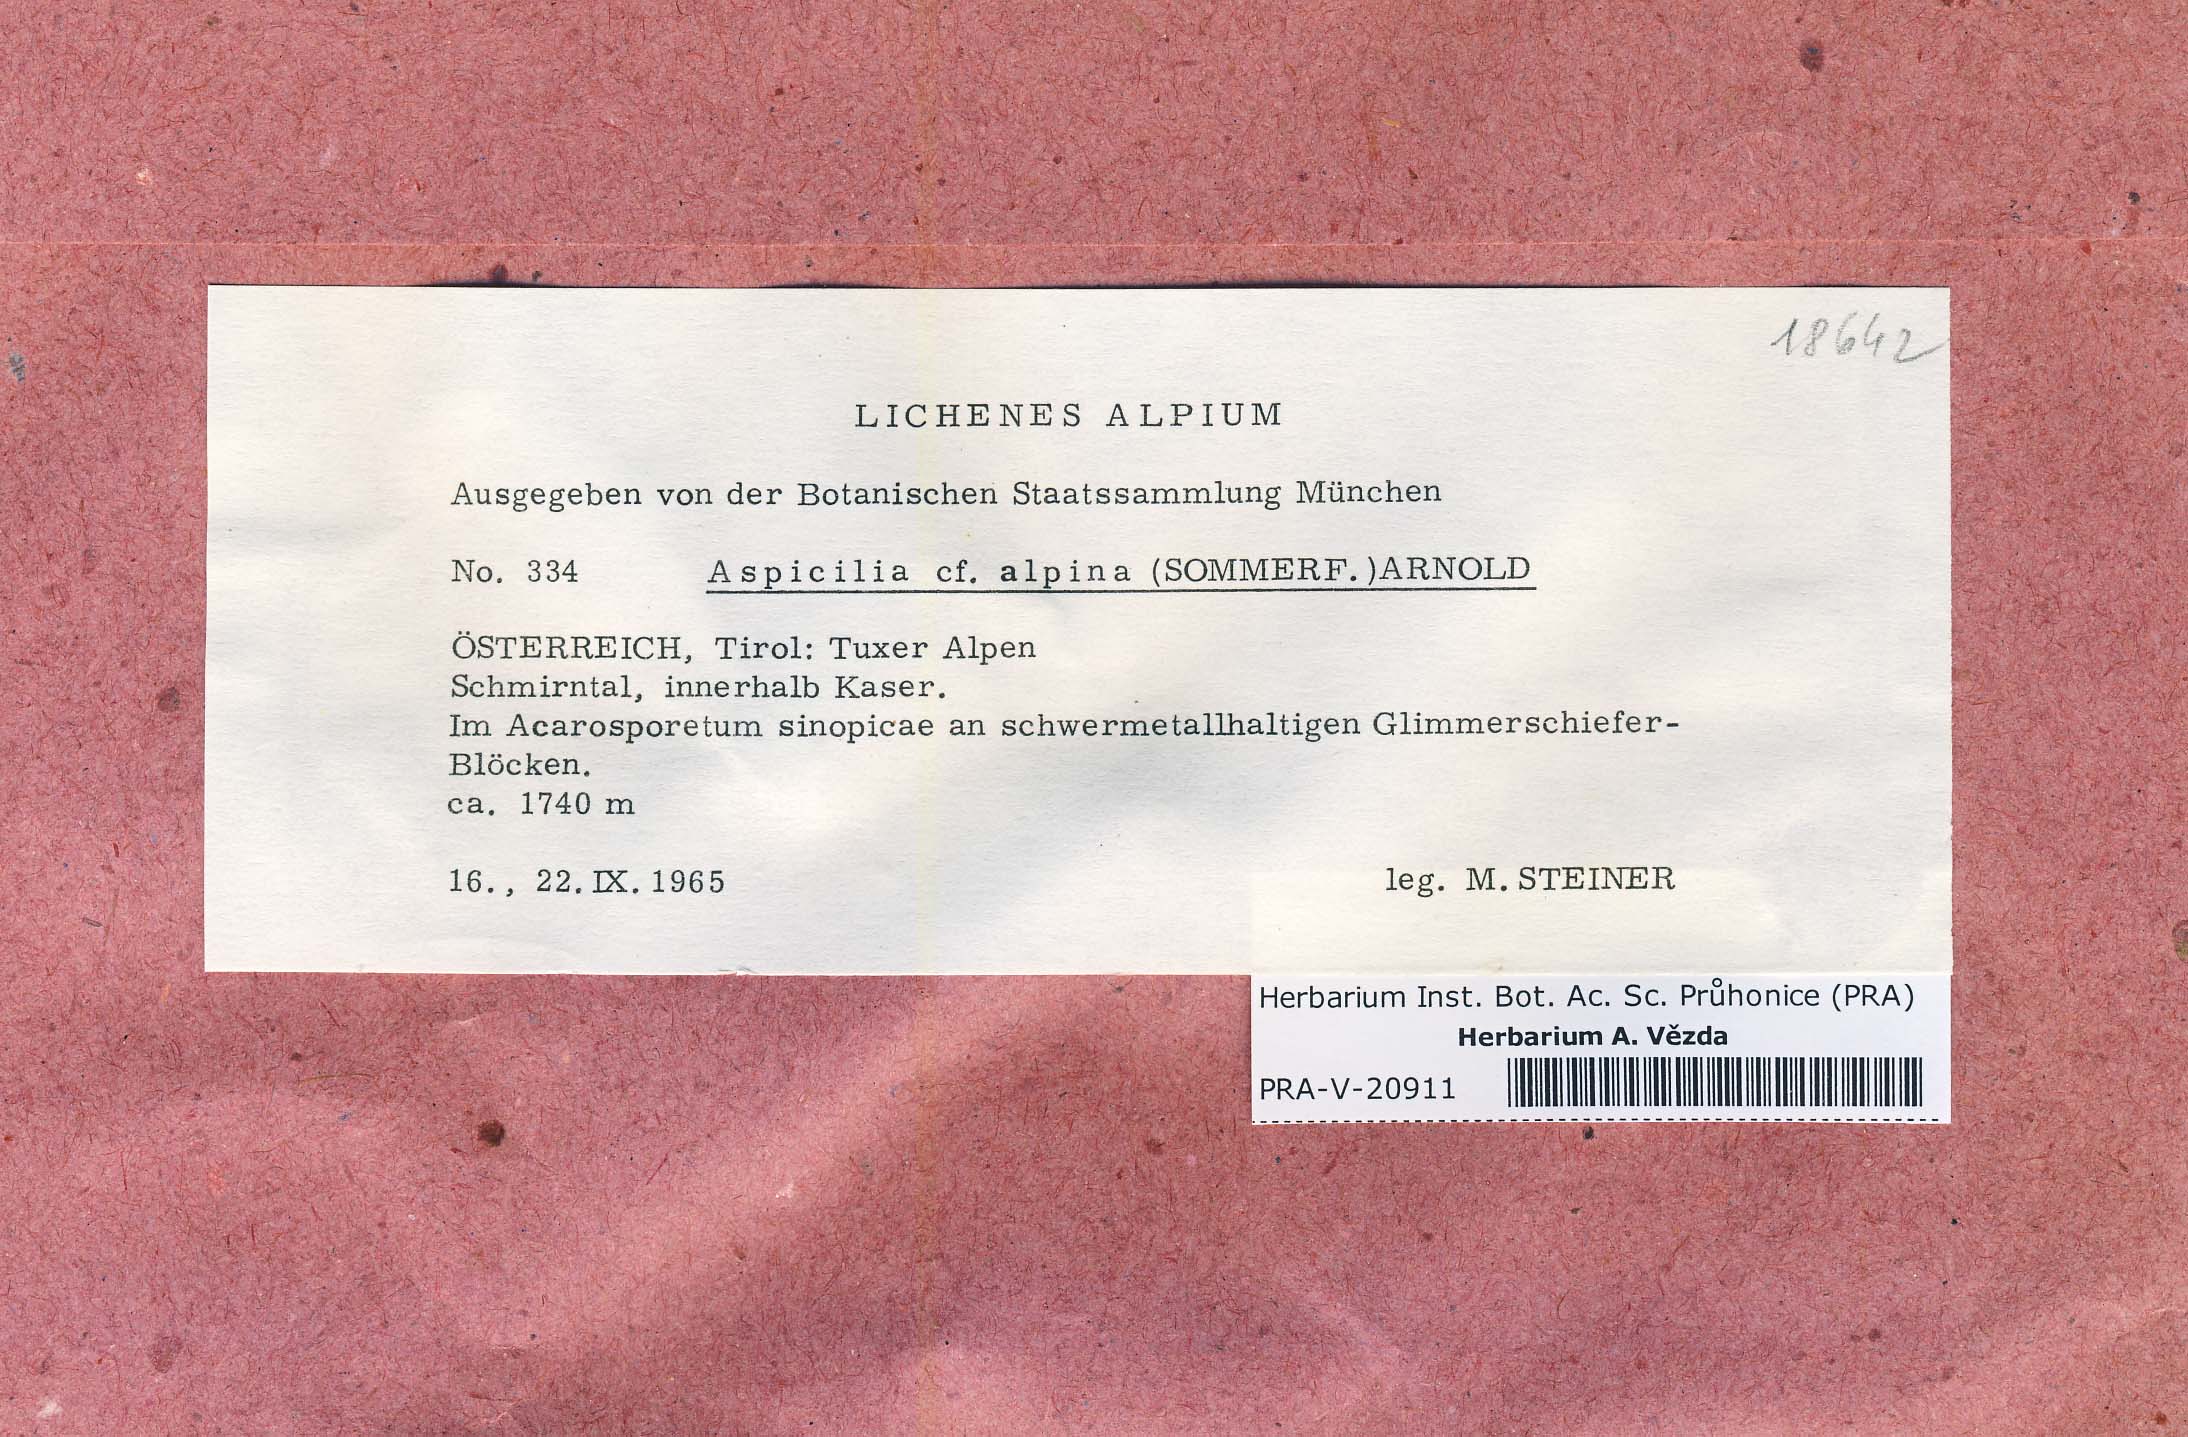 18642
LICHENES ALPIUM
Ausgegeben von der Botanischen Staatssammlung München
No. 334 Aspicilia cf. alpina (SOMMERF.)ARNOLD
ÖSTERREICH, Tirol: Tuxer Alpen
Schmirntal, innerhalb Kaser.
Im Acarosporetum sinopicae an schwermetallhaltigen Glimmerschiefer-
Blöcken.
ca. 1740 m
16., 22. IX. 1965 leg. M. STEINER
Herbarium Inst. Bot. Ac. Sc. Průhonice (PRA)
Herbarium A. Vězda
PRA-V-20911